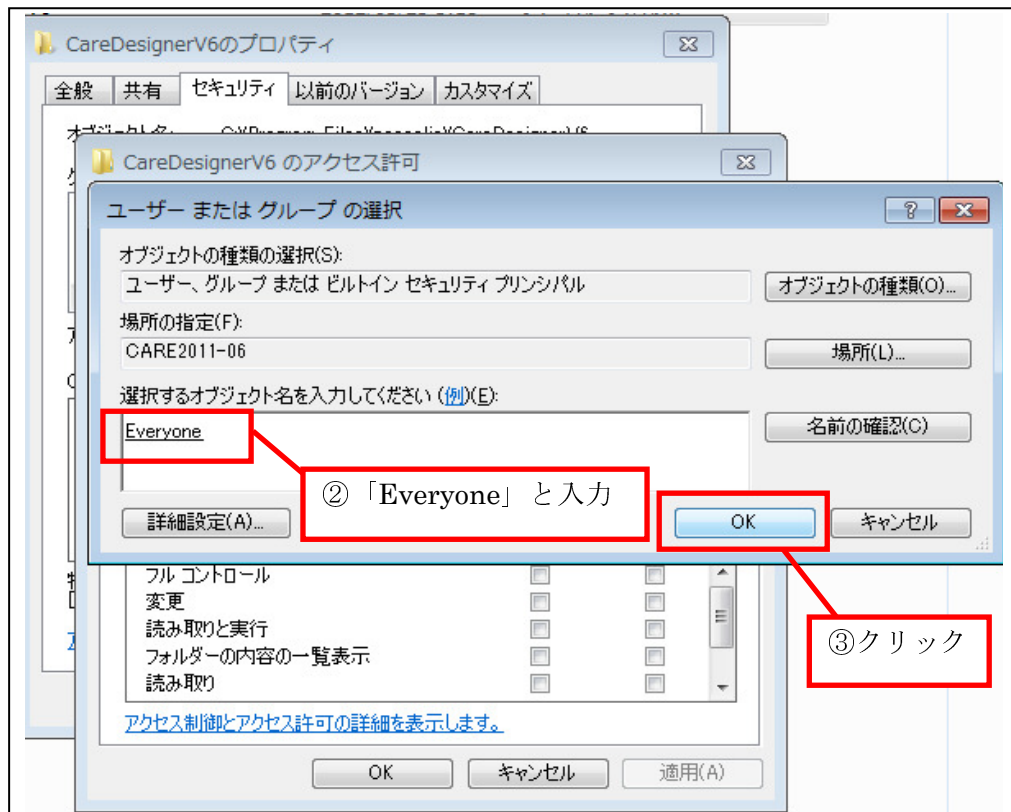 CareDesignerV6のプロパティ
全般 共有 セキュリティ 以前のバージョン カスタマイズ
CareDesignerV6 のアクセス許可
ユーザー または グループ の選択
オブジェクトの種類の選択(S):
ユーザー、グループ または ビルトイン セキュリティ プリンシパル
オブジェクトの種類(O)...
場所の指定(F):
CARE2011-06
場所(L)...
選択するオブジェクト名を入力してください (例)(E):
Everyone
名前の確認(C)
②「Everyone」と入力
詳細設定(A)...
OK
キャンセル
フル コントロール
変更
読み取りと実行
フォルダーの内容の一覧表示
読み取り
③クリック
アクセス制御とアクセス許可の詳細を表示します。
OK
キャンセル
適用(A)